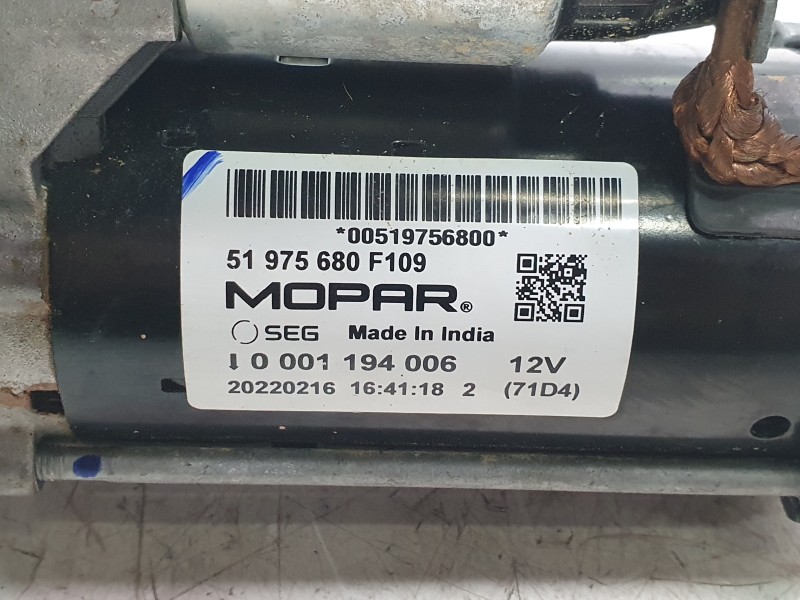 *00519756800*
51 975 680 F109
MOPAR®
SEG Made In India
0 001 194 006 12V
20220216 16:41:18 2 (71D4)